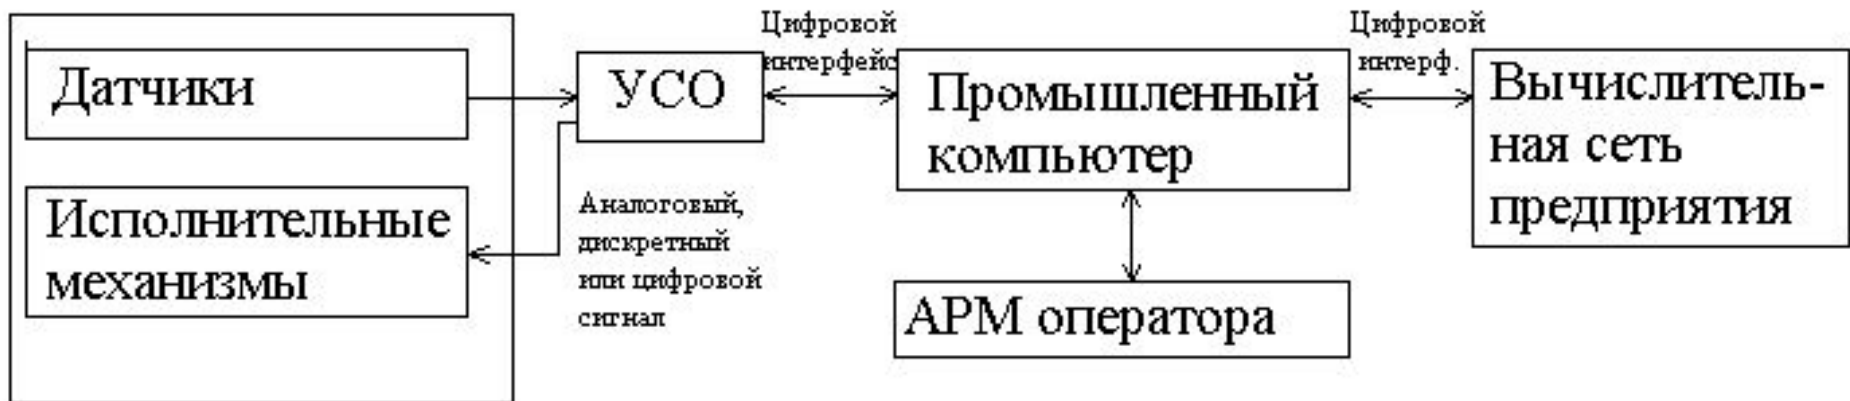 Датчики
Исполнительные
механизмы
УСО
Аналоговый,
дискретный
или цифровой
сигнал
Цифровой
интерфейс
Промышленный
компьютер
АРМ оператора
Цифровой
интерф.
Вычислитель-
ная сеть
предприятия